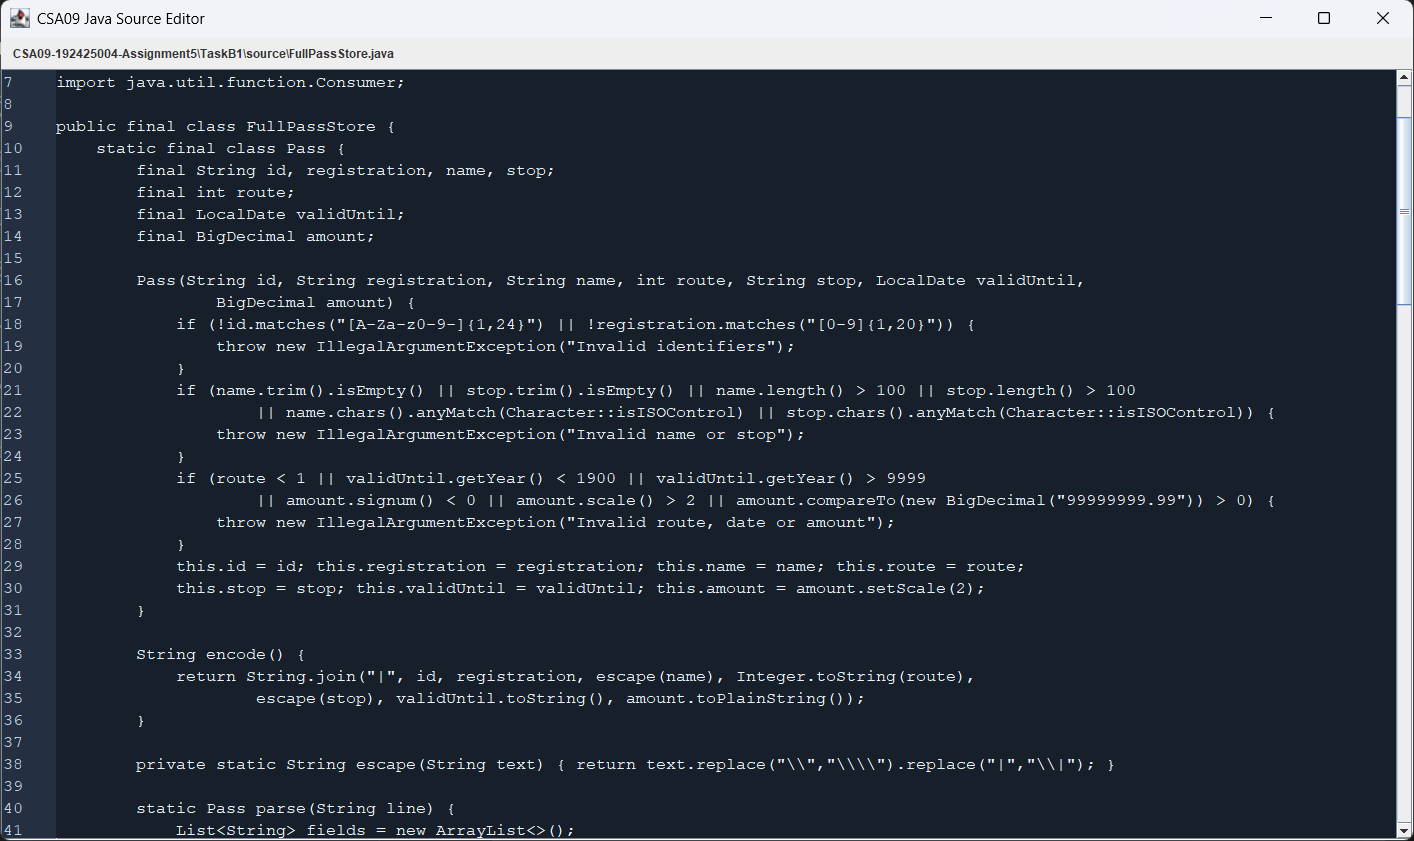 CSA09 Java Source Editor
CSA09-192425004-Assignment5\TaskB1\source\FullPassStore.java
7 import java.util.function.Consumer;
8
9 public final class FullPassStore {
10 static final class Pass {
11 final String id, registration, name, stop;
12 final int route;
13 final LocalDate validUntil;
14 final BigDecimal amount;
15
16 Pass(String id, String registration, String name, int route, String stop, LocalDate validUntil,
17 BigDecimal amount) {
18 if (!id.matches("[A-Za-z0-9-]{1,24}") || !registration.matches("[0-9]{1,20}")) {
19 throw new IllegalArgumentException("Invalid identifiers");
20 }
21 if (name.trim().isEmpty() || stop.trim().isEmpty() || name.length() > 100 || stop.length() > 100
22 || name.chars().anyMatch(Character::isISOControl) || stop.chars().anyMatch(Character::isISOControl)) {
23 throw new IllegalArgumentException("Invalid name or stop");
24 }
25 if (route < 1 || validUntil.getYear() < 1900 || validUntil.getYear() > 9999
26 || amount.signum() < 0 || amount.scale() > 2 || amount.compareTo(new BigDecimal("99999999.99")) > 0) {
27 throw new IllegalArgumentException("Invalid route, date or amount");
28 }
29 this.id = id; this.registration = registration; this.name = name; this.route = route;
30 this.stop = stop; this.validUntil = validUntil; this.amount = amount.setScale(2);
31 }
32
33 String encode() {
34 return String.join("|", id, registration, escape(name), Integer.toString(route),
35 escape(stop), validUntil.toString(), amount.toPlainString());
36 }
37
38 private static String escape(String text) { return text.replace("\\","\\\\").replace("|","\\|"); }
39
40 static Pass parse(String line) {
41 List<String> fields = new ArrayList<>();